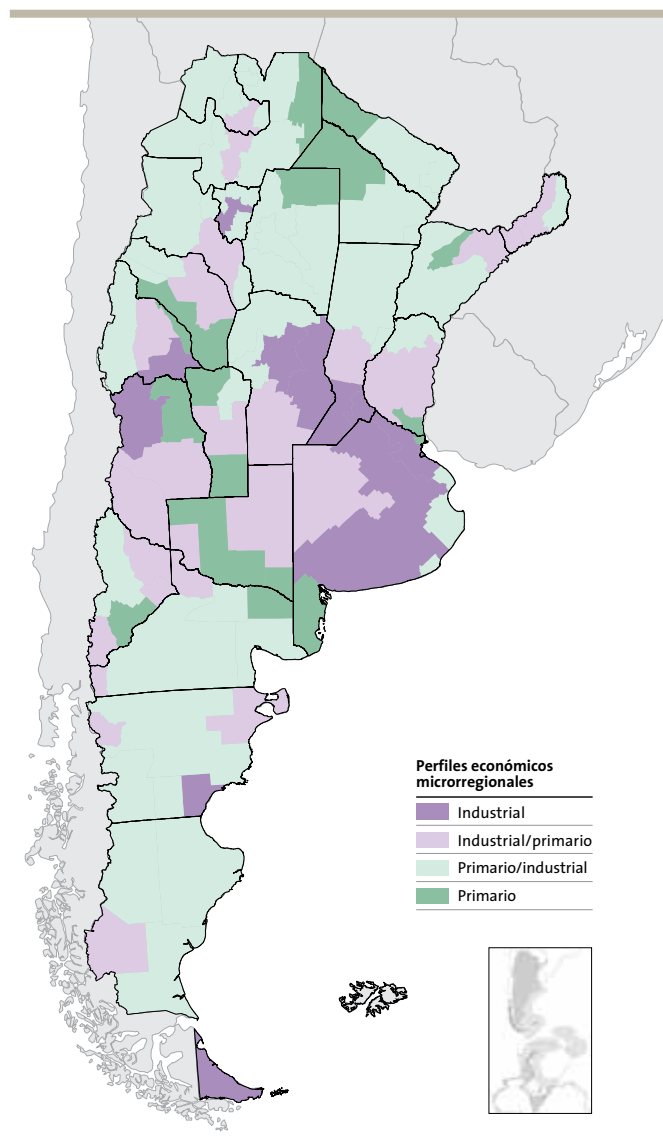 Perfiles económicos
microrregionales
Industrial
Industrial/primario
Primario/industrial
Primario